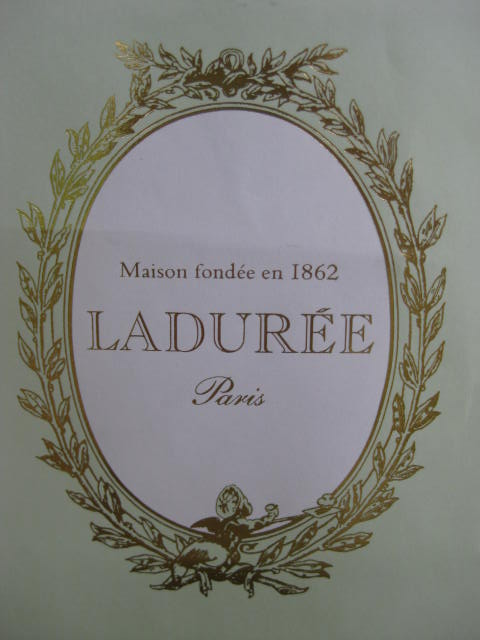 Maison fondée en 1862
LADURÉE
Paris